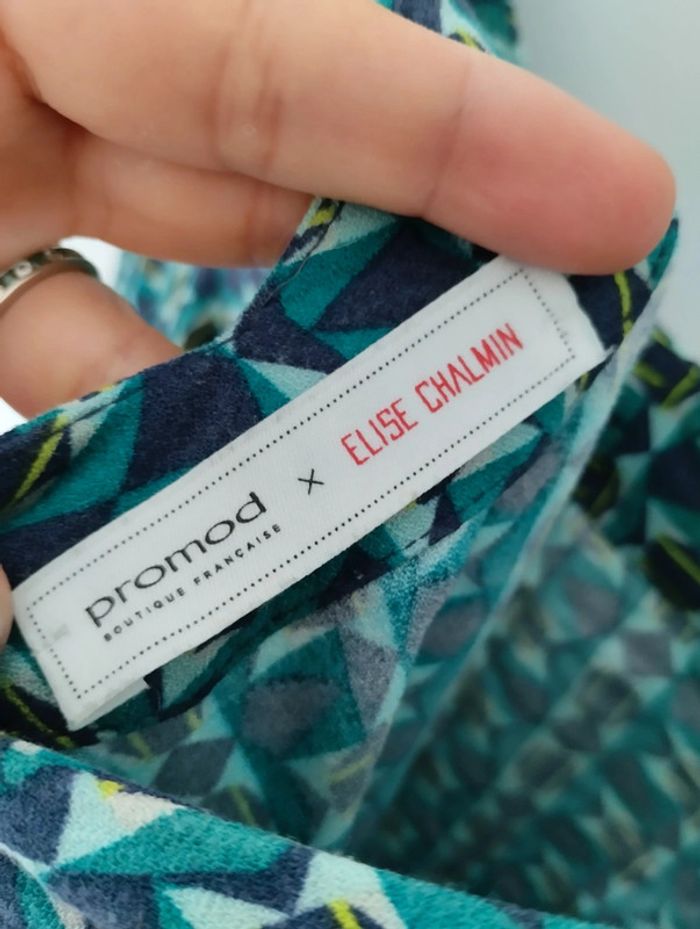 promod
BOUTIQUE FRANÇAISE
x
ELISE CHALMIN